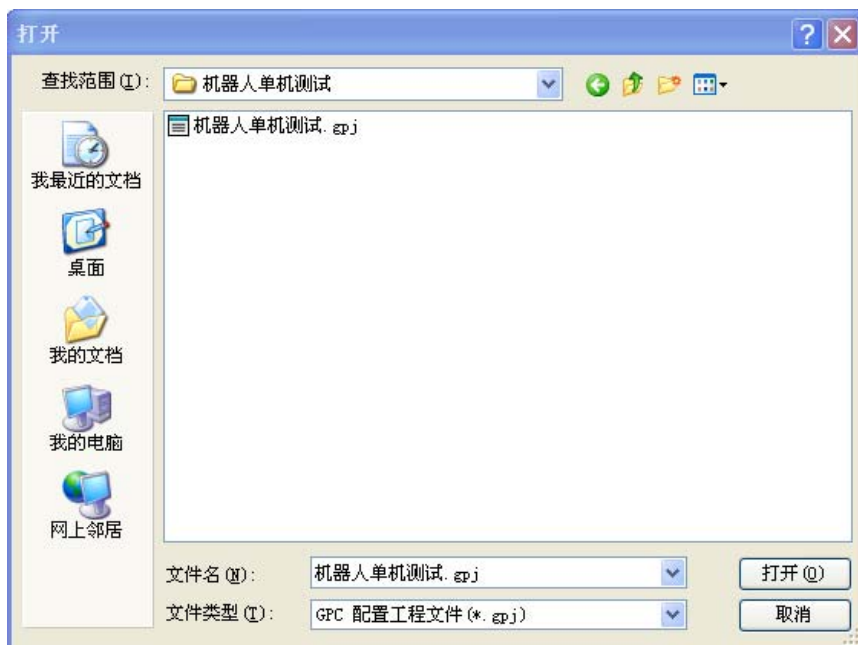 打开
查找范围(I):
机器人单机测试
机器人单机测试.gpj
我最近的文档
桌面
我的文档
我的电脑
网上邻居
文件名(N):
机器人单机测试.gpj
打开(O)
文件类型(T):
GPC 配置工程文件(*.gpj)
取消